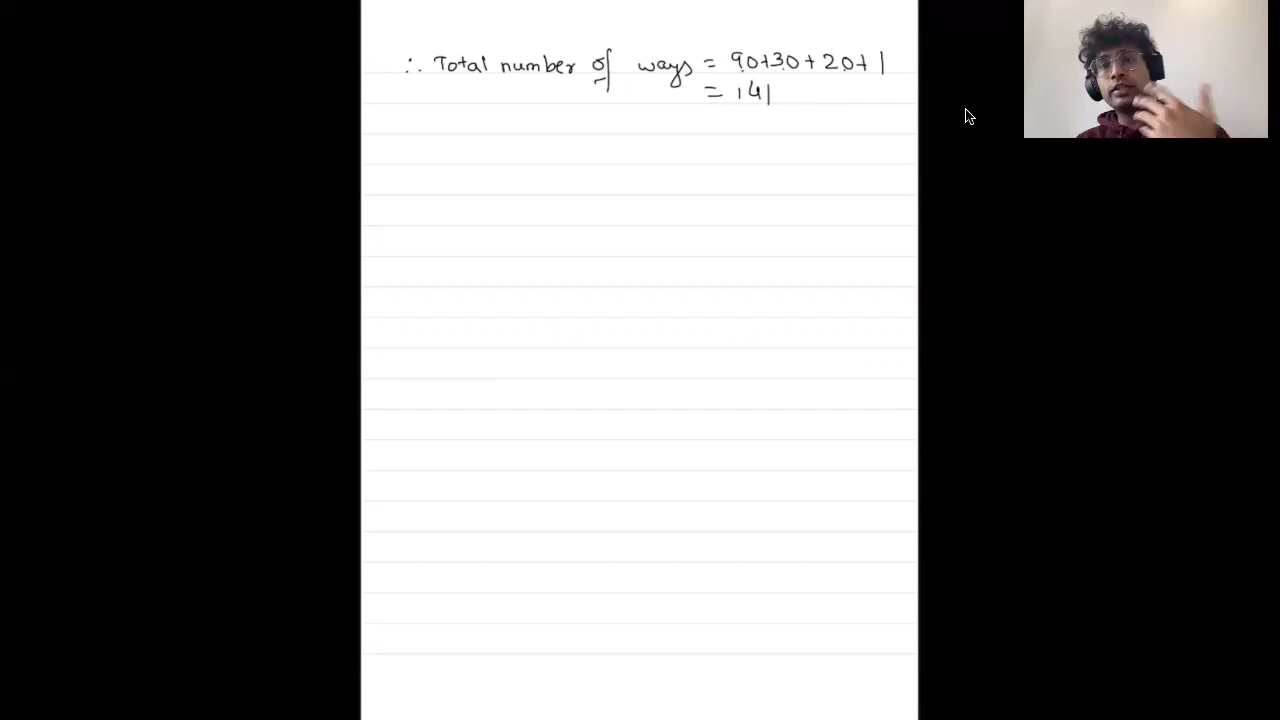 ∴ Total number of ways = 90+30+20+1
= 141